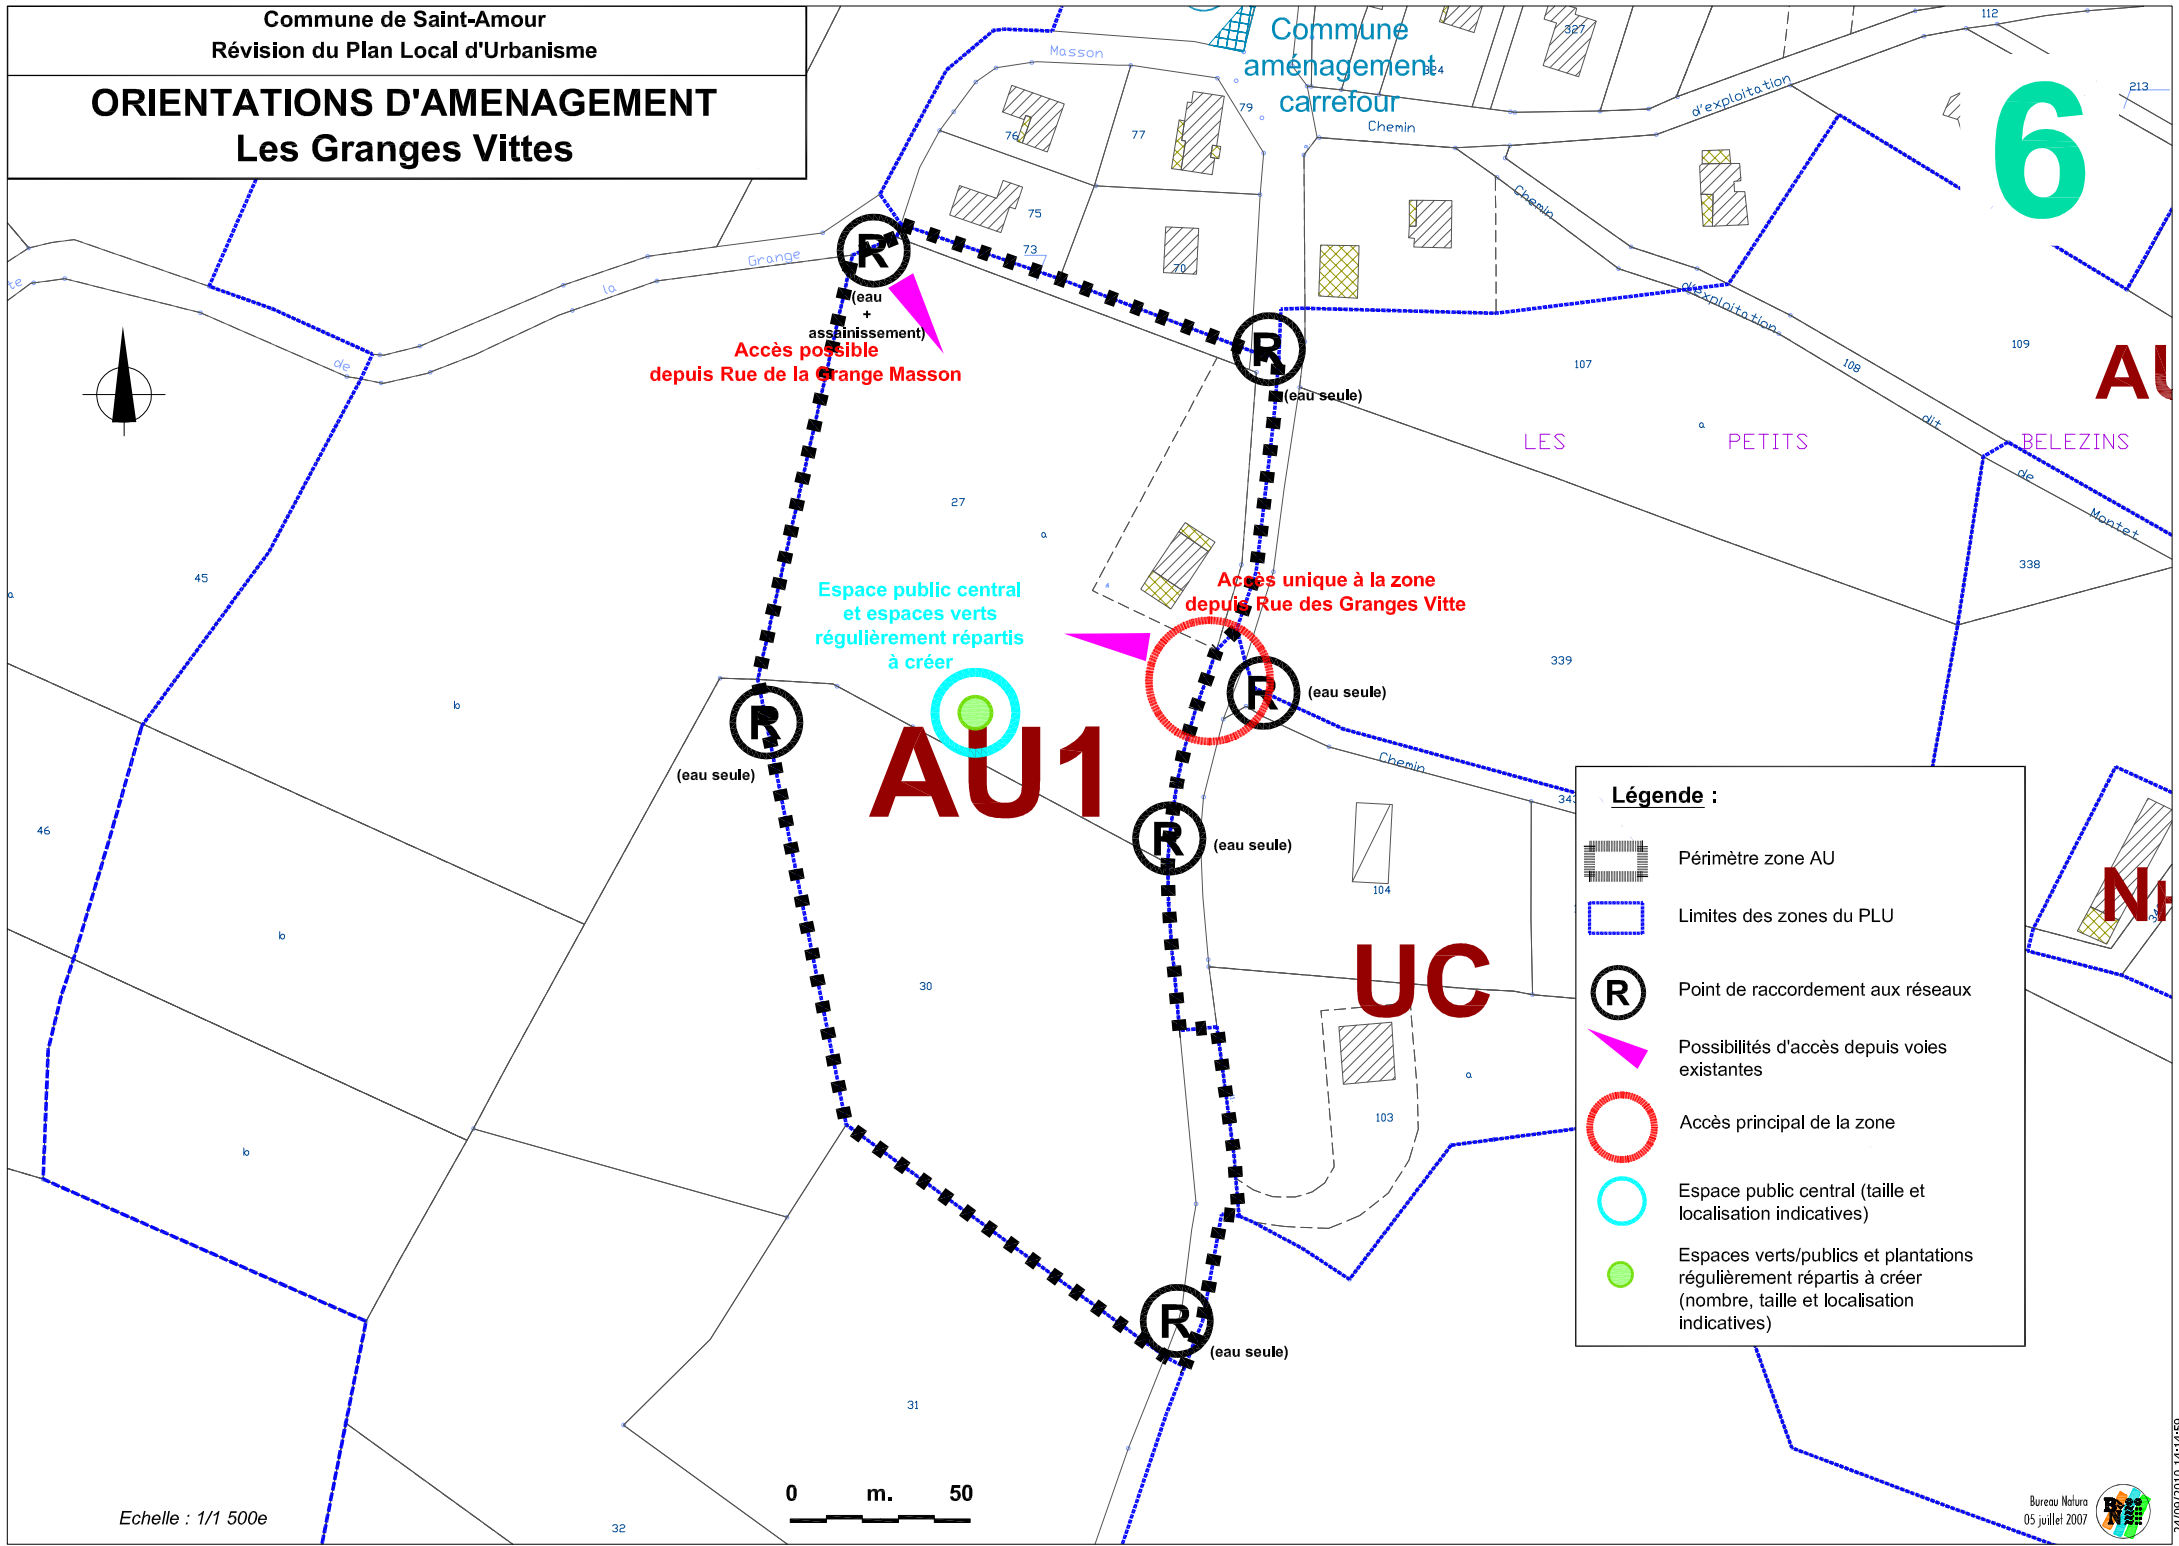 Commune de Saint-Amour
Révision du Plan Local d'Urbanisme
ORIENTATIONS D'AMENAGEMENT
Les Granges Vittes
Commune
aménagement
carrefour
6
Masson
Chemin
d'exploitation
112
213
327
324
79
76
77
75
73
70
Chemin
d'exploitation
107
108
109
dit
de
Montet
AU
LES PETITS BELEZINS
a
338
339
te
de
la
Grange
R
(eau
+
assainissement)
Accès possible
depuis Rue de la Grange Masson
R
(eau seule)
27
a
45
a
b
Espace public central
et espaces verts
régulièrement répartis
à créer
Accès unique à la zone
depuis Rue des Granges Vitte
R
(eau seule)
R
(eau seule)
AU1
R
(eau seule)
Chemin
343
104
46
b
30
UC
a
103
b
R
(eau seule)
31
32
NH
Légende :
Périmètre zone AU
Limites des zones du PLU
R
Point de raccordement aux réseaux
Possibilités d'accès depuis voies
existantes
Accès principal de la zone
Espace public central (taille et
localisation indicatives)
Espaces verts/publics et plantations
régulièrement répartis à créer
(nombre, taille et localisation
indicatives)
Echelle : 1/1 500e
0 m. 50
Bureau Natura
05 juillet 2007
24/09/2010 14:14:59